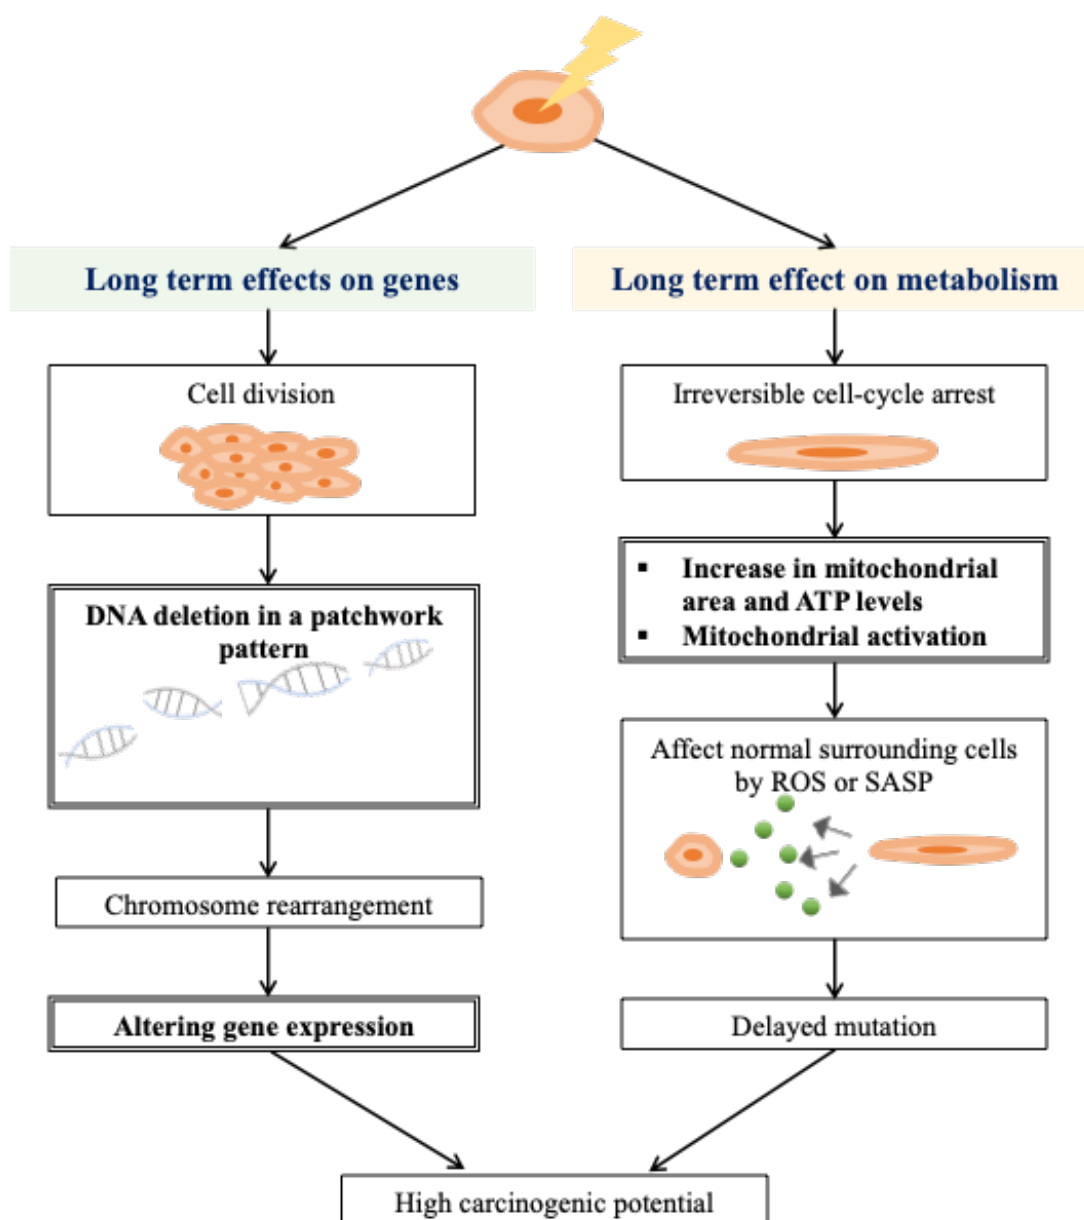 Long term effects on genes
Long term effect on metabolism
Cell division
Irreversible cell-cycle arrest
DNA deletion in a patchwork
pattern
▪ Increase in mitochondrial
area and ATP levels
▪ Mitochondrial activation
Affect normal surrounding cells
by ROS or SASP
Chromosome rearrangement
Altering gene expression
Delayed mutation
High carcinogenic potential